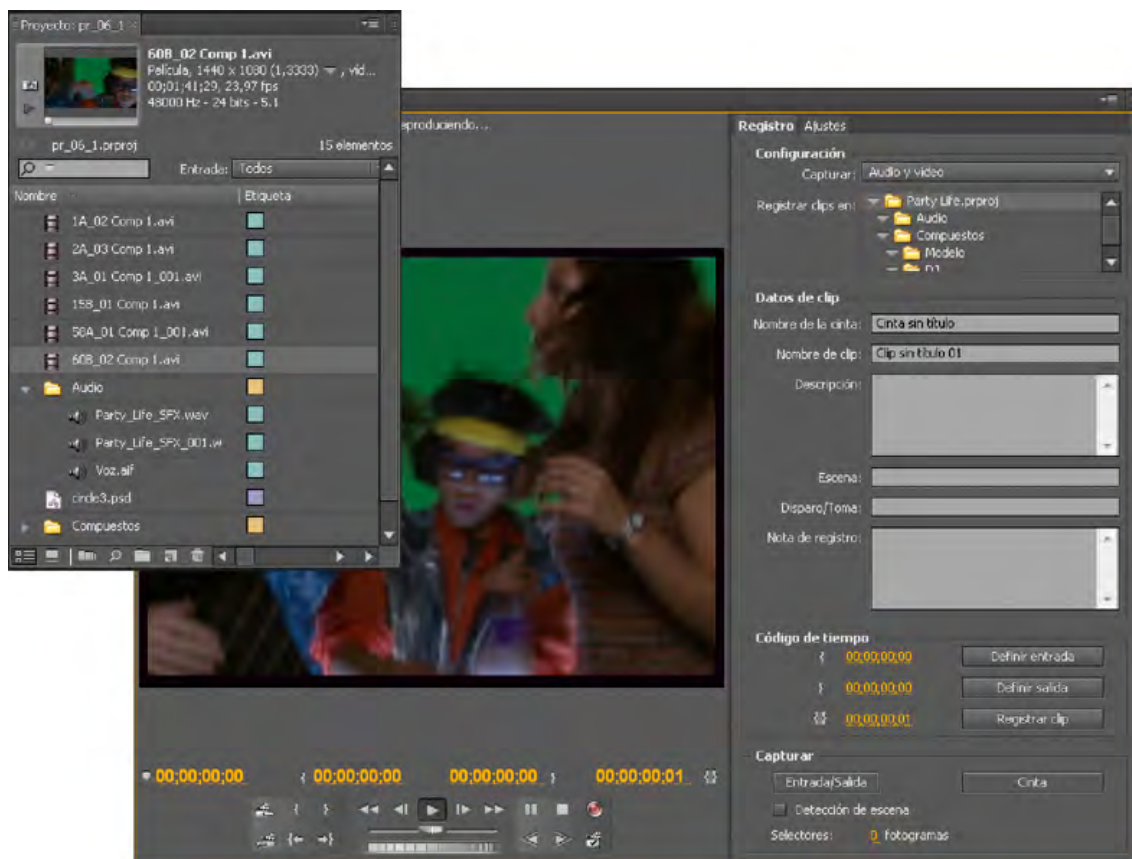 Proyecto: pr_06_1 ×
60B_02 Comp 1.avi
Película, 1440 x 1080 (1,3333) , víd...
00;01;41;29, 23,97 fps
48000 Hz - 24 bits - 5.1
pr_06_1.prproj 15 elementos
Entrada: Todos
Nombre Etiqueta
1A_02 Comp 1.avi
2A_03 Comp 1.avi
3A_01 Comp 1_001.avi
15B_01 Comp 1.avi
58A_01 Comp 1_001.avi
60B_02 Comp 1.avi
Audio
Party_Life_SFX.wav
Party_Life_SFX_001.w
Voz.aif
circle3.psd
Compuestos
eproduciendo...
00;00;00;00 { 00;00;00;00 00;00;00;00 } 00;00;00;01 {}
Registro Ajustes
Configuración
Capturar: Audio y vídeo
Registrar clips en: Party Life.prproj
Audio
Compuestos
Modelo
D1
Datos de clip
Nombre de la cinta: Cinta sin título
Nombre de clip: Clip sin título 01
Descripción:
Escena:
Disparo/Toma:
Nota de registro:
Código de tiempo
{ 00;00;00;00 Definir entrada
} 00;00;00;00 Definir salida
{} 00;00;00;01 Registrar clip
Capturar
Entrada/Salida Cinta
Detección de escena
Selectores: 0 fotogramas